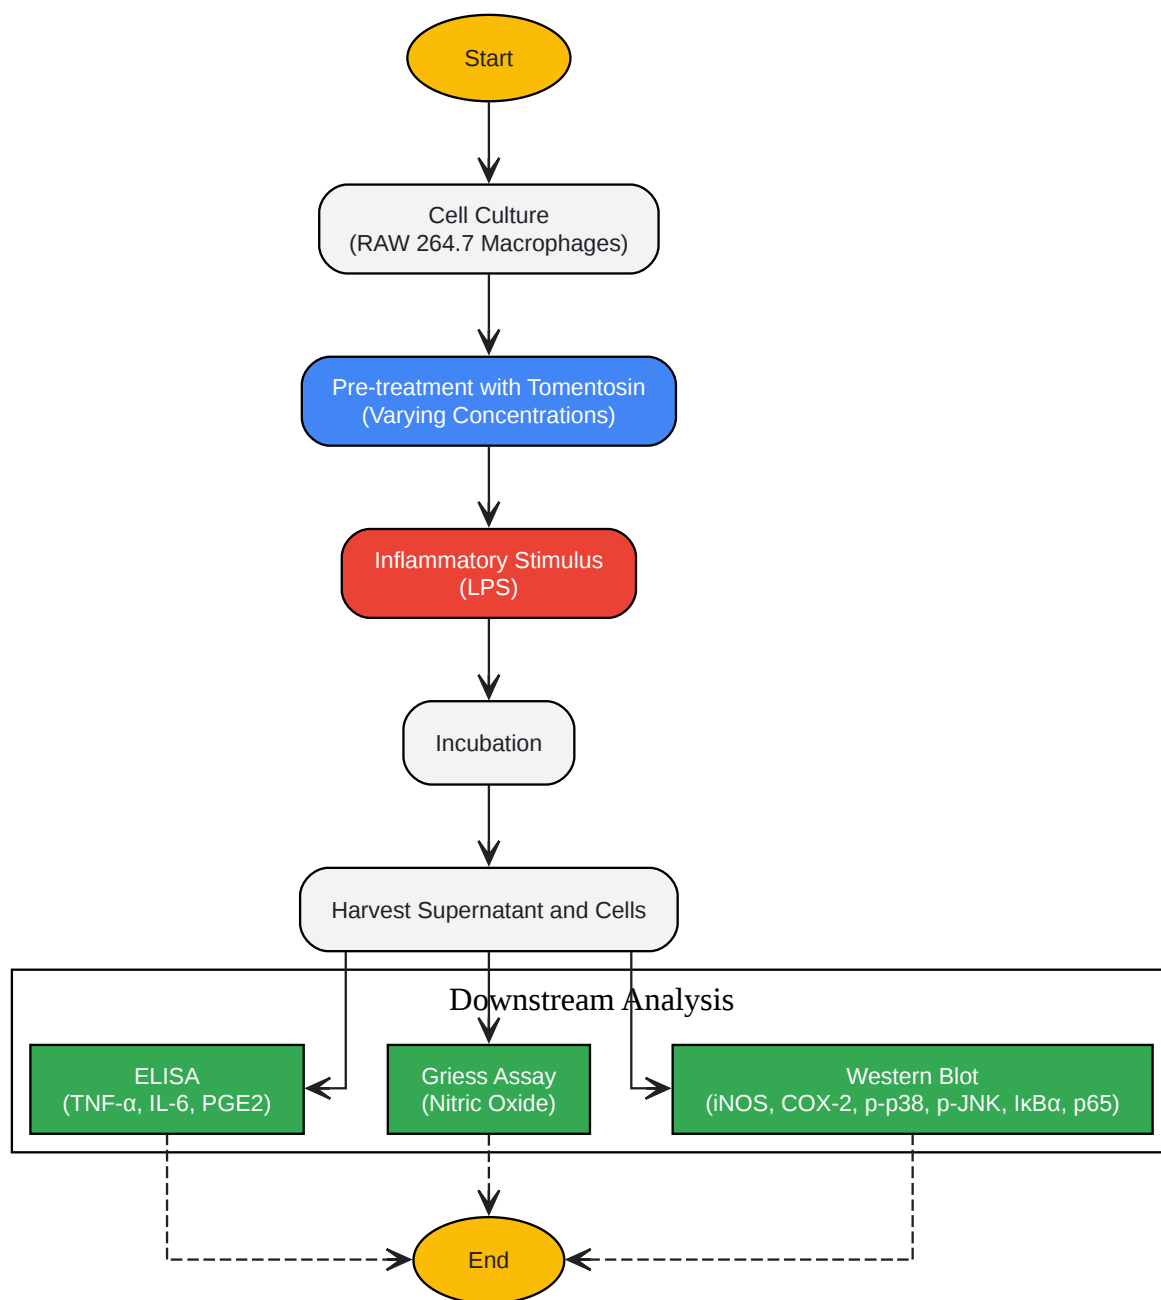 Start
Cell Culture
(RAW 264.7 Macrophages)
Pre-treatment with Tomentosin
(Varying Concentrations)
Inflammatory Stimulus
(LPS)
Incubation
Harvest Supernatant and Cells
Downstream Analysis
ELISA
(TNF-α, IL-6, PGE2)
Griess Assay
(Nitric Oxide)
Western Blot
(iNOS, COX-2, p-p38, p-JNK, IκBα, p65)
End